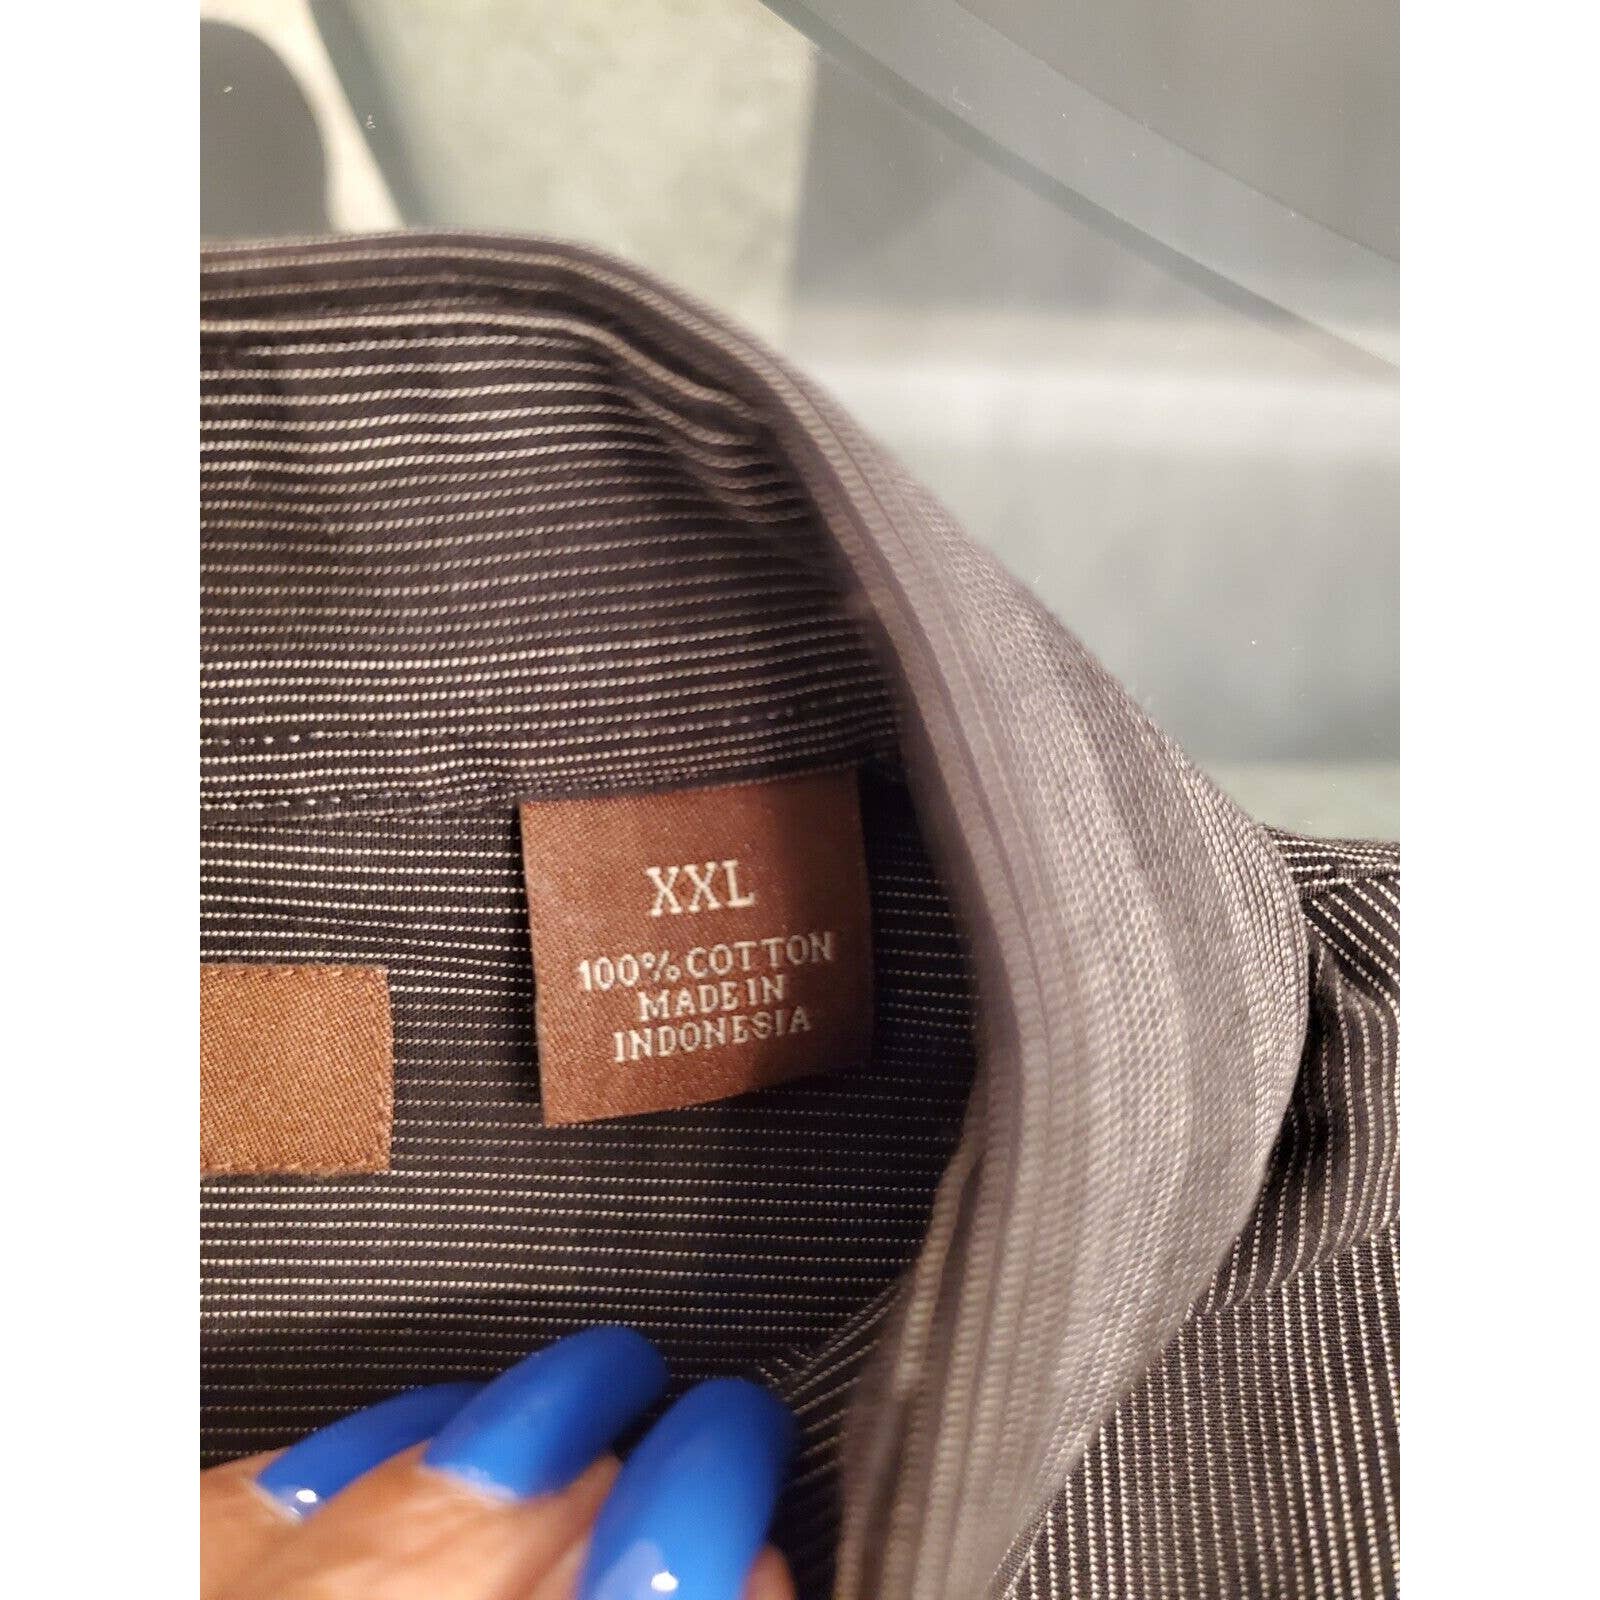 XXL
100% COTTON
MADE IN
INDONESIA